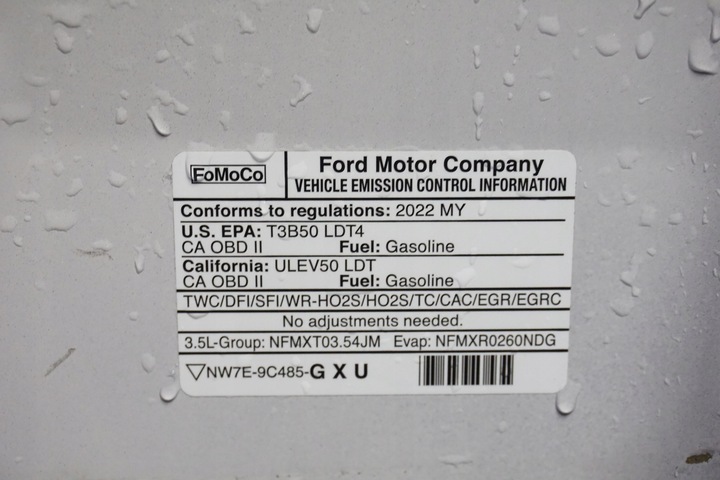 FoMoCo
Ford Motor Company
VEHICLE EMISSION CONTROL INFORMATION
Conforms to regulations: 2022 MY
U.S. EPA: T3B50 LDT4
CA OBD II Fuel: Gasoline
California: ULEV50 LDT
CA OBD II Fuel: Gasoline
TWC/DFI/SFI/WR-HO2S/HO2S/TC/CAC/EGR/EGRC
No adjustments needed.
3.5L-Group: NFMXT03.54JM Evap: NFMXR0260NDG
▽NW7E-9C485-G X U